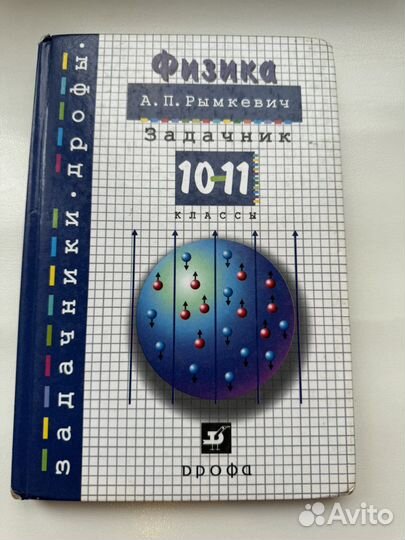 Физика
А.П.Рымкевич
Задачник
10-11
классы
дрофа
задачники.дрофы.
Avito